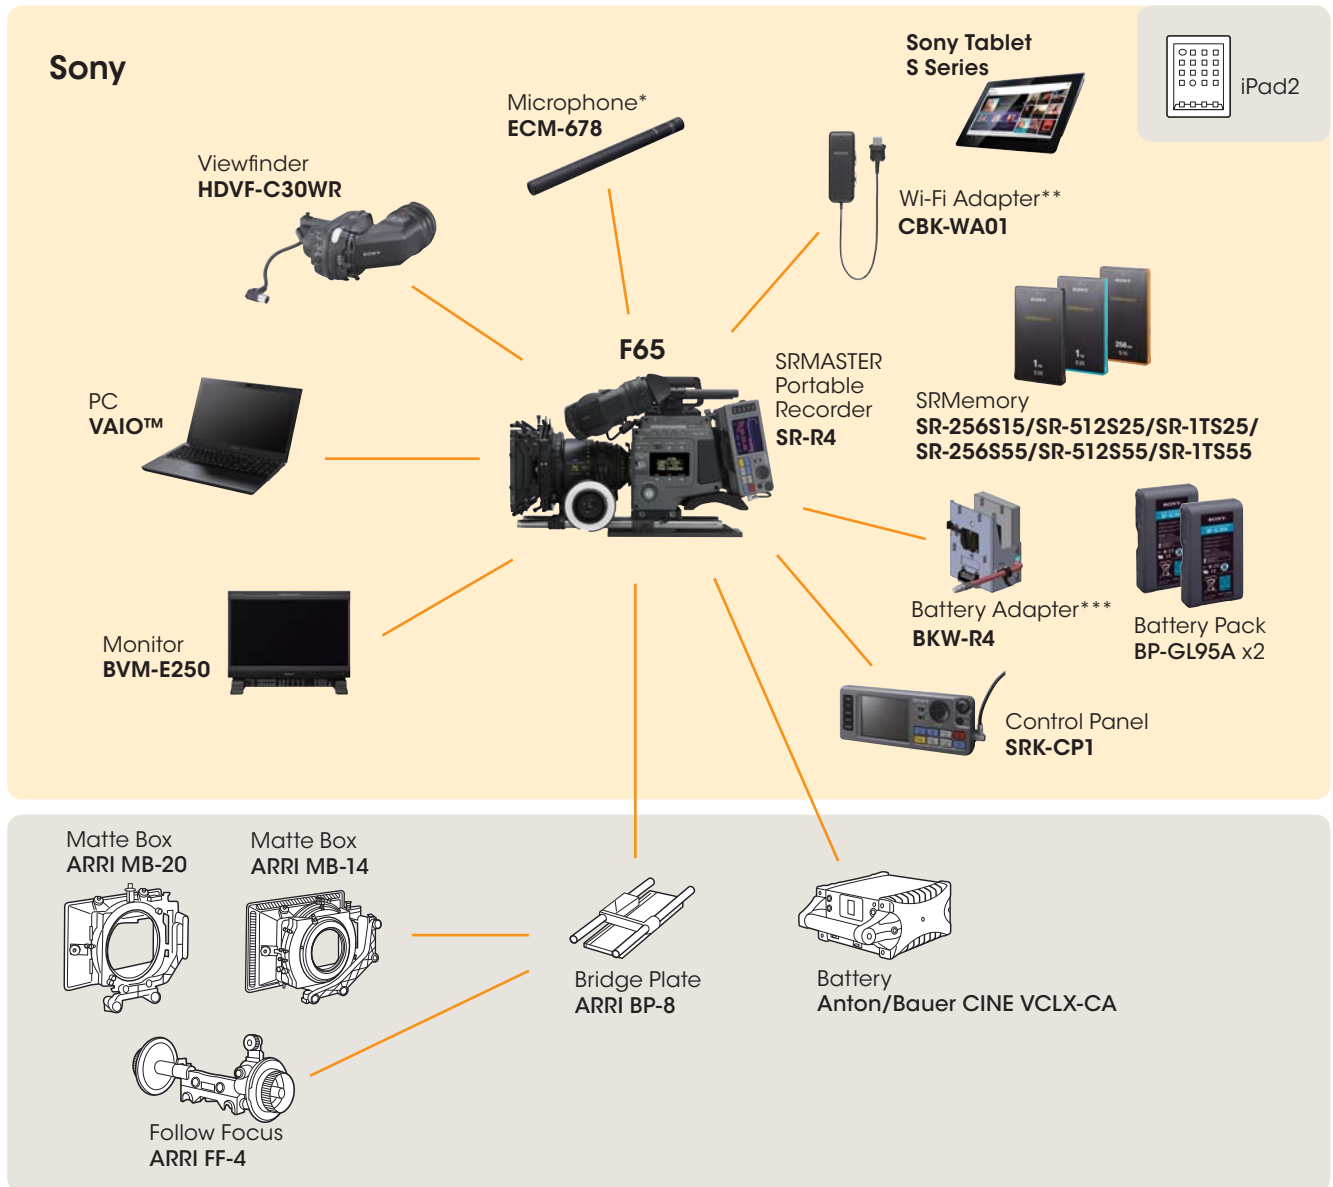 Sony
Sony Tablet
S Series
iPad2
Microphone*
ECM-678
Viewfinder
HDVF-C30WR
Wi-Fi Adapter**
CBK-WA01
F65
SRMASTER
Portable
Recorder
SR-R4
SRMemory
SR-256S15/SR-512S25/SR-1TS25/
SR-256S55/SR-512S55/SR-1TS55
PC
VAIO™
Battery Adapter***
BKW-R4
Battery Pack
BP-GL95A x2
Monitor
BVM-E250
Control Panel
SRK-CP1
Matte Box
ARRI MB-20
Matte Box
ARRI MB-14
Bridge Plate
ARRI BP-8
Battery
Anton/Bauer CINE VCLX-CA
Follow Focus
ARRI FF-4